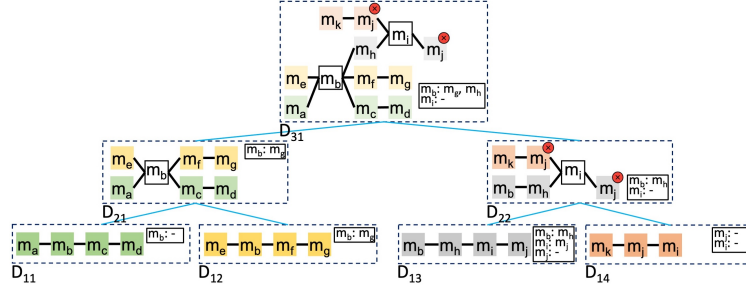 m_k m_j × m_i
m_h m_j ×
m_e m_b m_f m_g
m_a m_c m_d
m_b: m_g, m_h
m_i: -
D_31
m_e m_b m_f m_g
m_a m_c m_d
m_b: m_g
D_21
m_k m_j × m_i
m_b m_h m_j ×
m_b: m_h
m_i: -
D_22
m_a m_b m_c m_d
m_b: -
D_11
m_e m_b m_f m_g
m_b: m_g
D_12
m_b m_h m_i m_j
m_b: m_h
m_i: m_j
m_j: -
D_13
m_k m_j m_i
m_i: -
m_j: -
D_14